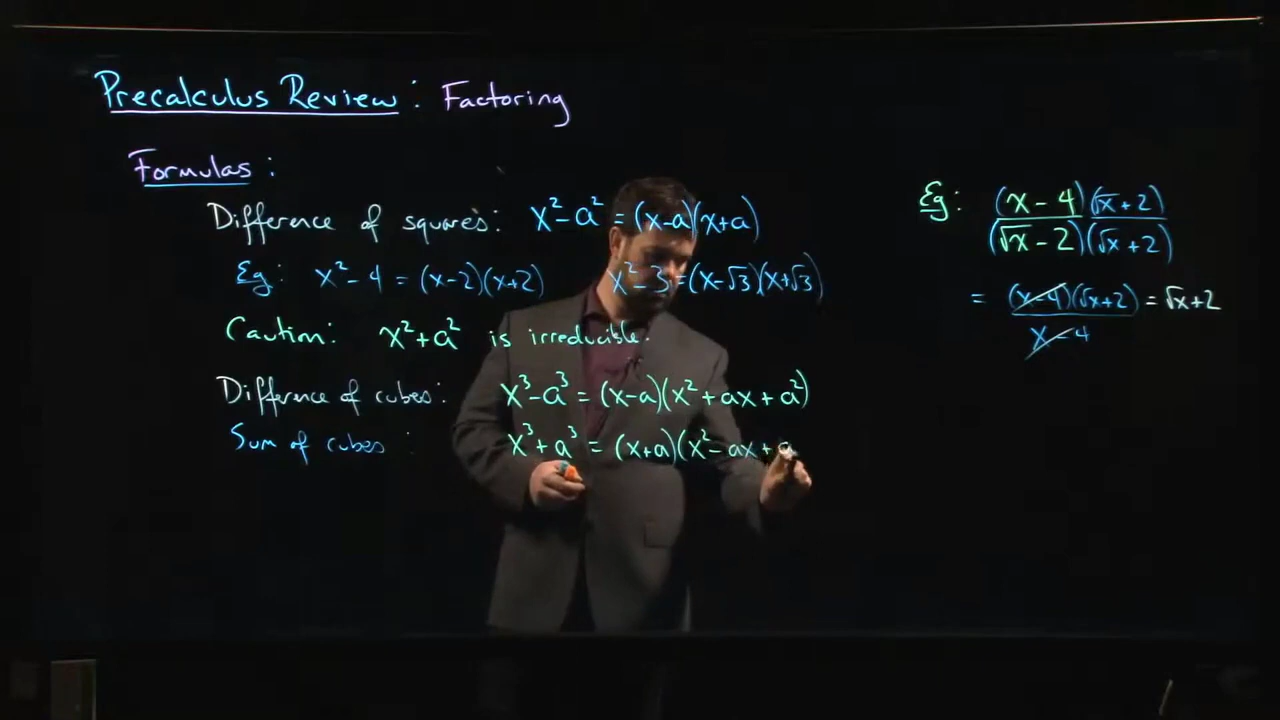 Precalculus Review: Factoring
Formulas:
Difference of squares: x² - a² = (x-a)(x+a)
Eg: x² - 4 = (x-2)(x+2) x² - 3 = (x-√3)(x+√3)
Caution: x² + a² is irreducible.
Difference of cubes: x³ - a³ = (x-a)(x² + ax + a²)
Sum of cubes: x³ + a³ = (x+a)(x² - ax + a
Eg: (x-4)(√x+2)
(√x-2)(√x+2)
= (x-4)(√x+2) = √x+2
x-4